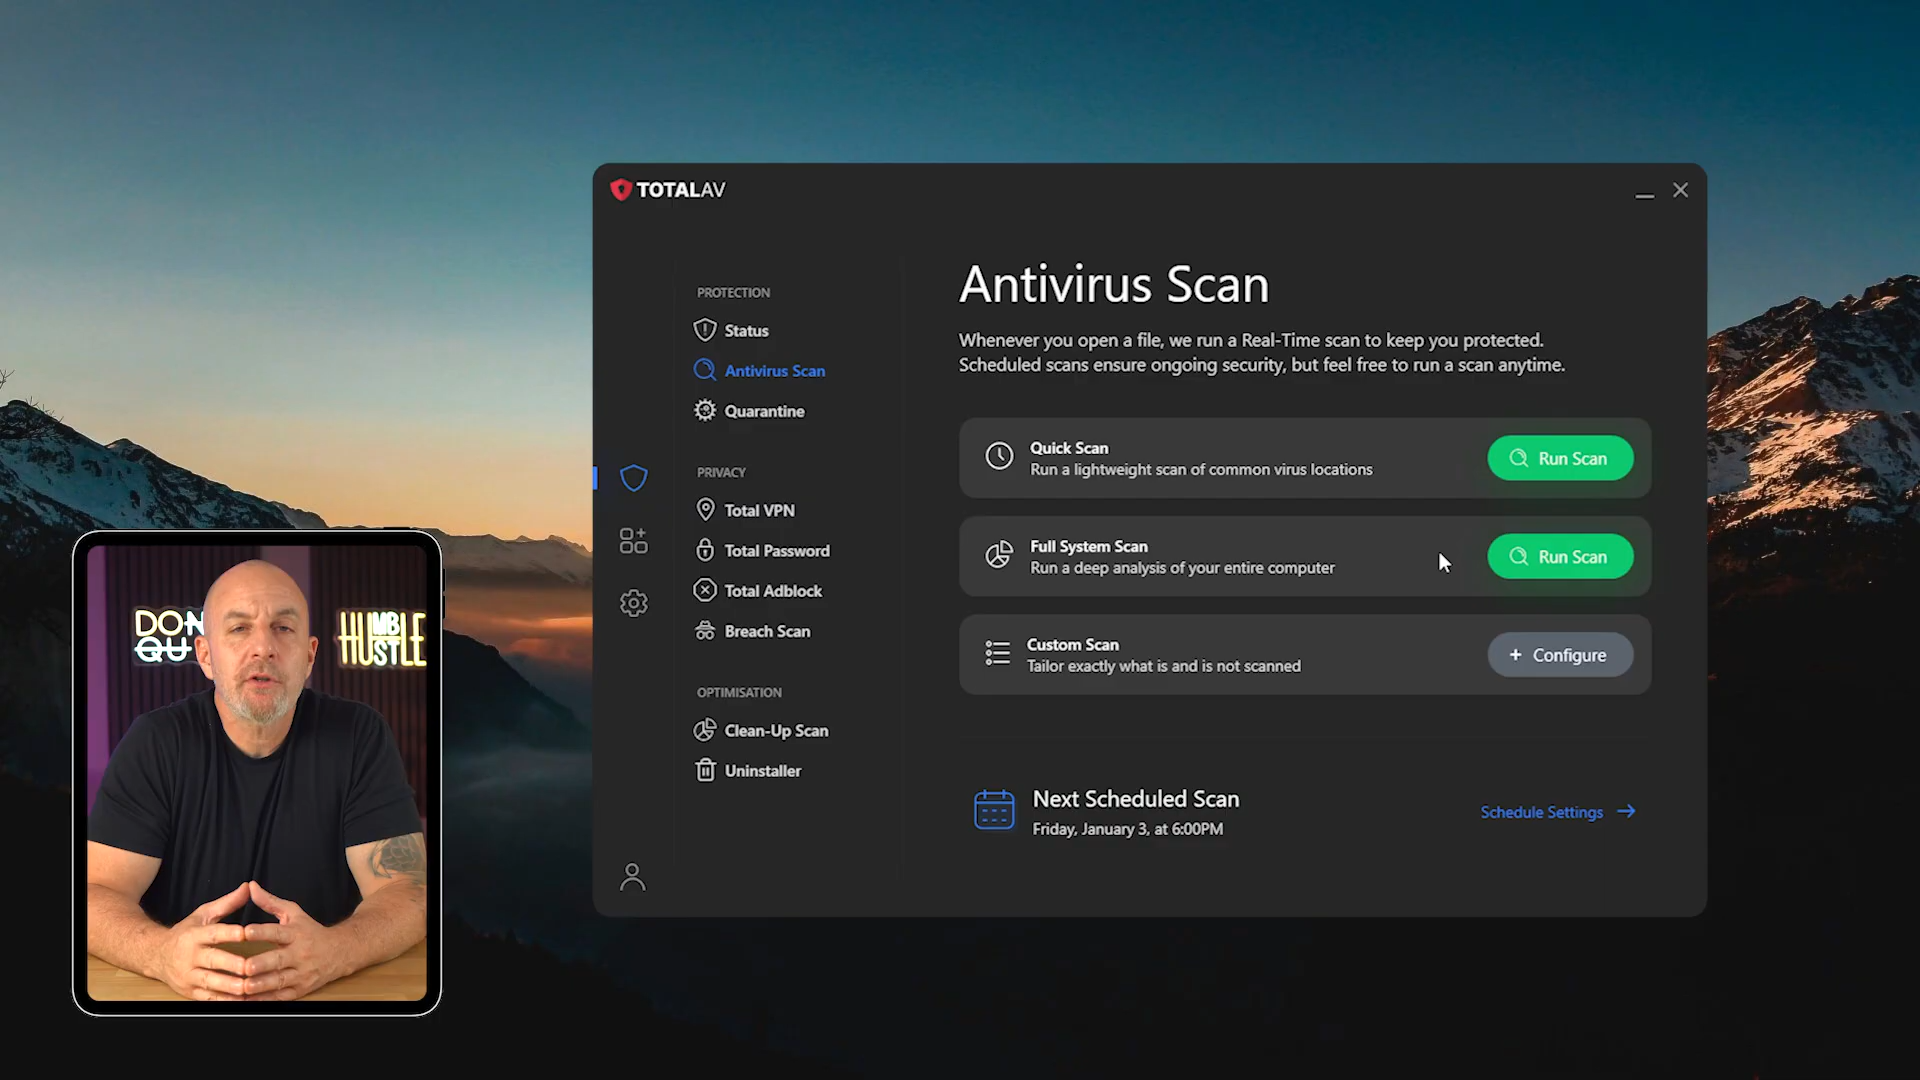 TOTALAV
PROTECTION
Status
Antivirus Scan
Quarantine
PRIVACY
Total VPN
Total Password
Total Adblock
Breach Scan
OPTIMISATION
Clean-Up Scan
Uninstaller
Antivirus Scan
Whenever you open a file, we run a Real-Time scan to keep you protected.
Scheduled scans ensure ongoing security, but feel free to run a scan anytime.
Quick Scan
Run a lightweight scan of common virus locations
Run Scan
Full System Scan
Run a deep analysis of your entire computer
Run Scan
Custom Scan
Tailor exactly what is and is not scanned
+ Configure
Next Scheduled Scan
Friday, January 3, at 6:00PM
Schedule Settings →
DON
QU
HUMBLE
HUSTLE